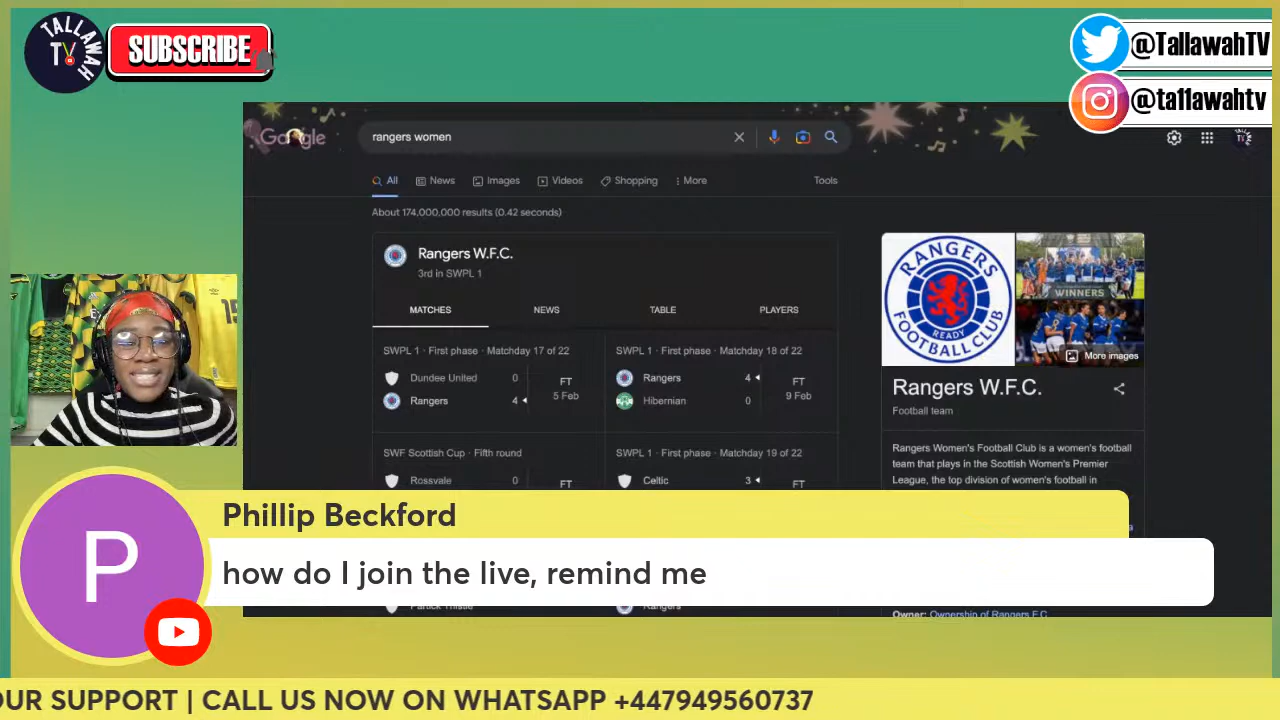 TALLAWAH
TV
SUBSCRIBE
@TallawahTV
@tallawahtv
Google
rangers women
All
News
Images
Videos
Shopping
More
Tools
About 174,000,000 results (0.42 seconds)
Rangers W.F.C.
3rd in SWPL 1
MATCHES
NEWS
TABLE
PLAYERS
SWPL 1 · First phase · Matchday 17 of 22
Dundee United 0
Rangers 4
FT
5 Feb
SWPL 1 · First phase · Matchday 18 of 22
Rangers 4
Hibernian 0
FT
9 Feb
SWF Scottish Cup · Fifth round
Rossvale 0
FT
SWPL 1 · First phase · Matchday 19 of 22
Celtic 3
FT
Partick Thistle
Rangers
RANGERS
FOOTBALL CLUB
READY
WINNERS
More images
Rangers W.F.C.
Football team
Rangers Women's Football Club is a women's football
team that plays in the Scottish Women's Premier
League, the top division of women's football in
Owner: Ownership of Rangers F.C.
P
Phillip Beckford
how do I join the live, remind me
OUR SUPPORT | CALL US NOW ON WHATSAPP +447949560737